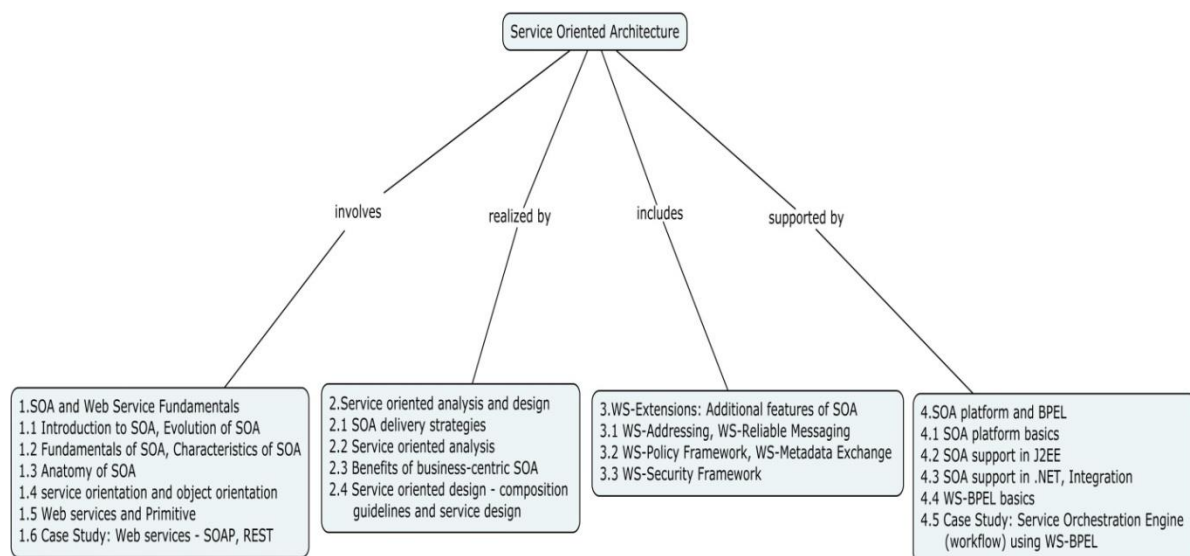 Service Oriented Architecture
involves
realized by
includes
supported by
1.SOA and Web Service Fundamentals
1.1 Introduction to SOA, Evolution of SOA
1.2 Fundamentals of SOA, Characteristics of SOA
1.3 Anatomy of SOA
1.4 service orientation and object orientation
1.5 Web services and Primitive
1.6 Case Study: Web services - SOAP, REST
2.Service oriented analysis and design
2.1 SOA delivery strategies
2.2 Service oriented analysis
2.3 Benefits of business-centric SOA
2.4 Service oriented design - composition
guidelines and service design
3.WS-Extensions: Additional features of SOA
3.1 WS-Addressing, WS-Reliable Messaging
3.2 WS-Policy Framework, WS-Metadata Exchange
3.3 WS-Security Framework
4.SOA platform and BPEL
4.1 SOA platform basics
4.2 SOA support in J2EE
4.3 SOA support in .NET, Integration
4.4 WS-BPEL basics
4.5 Case Study: Service Orchestration Engine
(workflow) using WS-BPEL